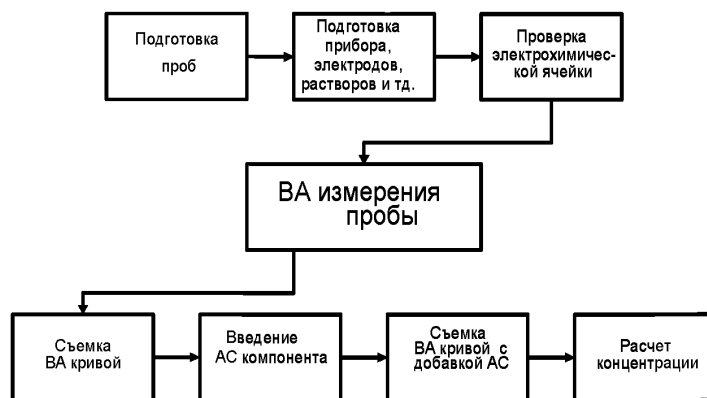 Подготовка
проб
Подготовка
прибора,
электродов,
растворов и тд.
Проверка
электрохимичес-
кой ячейки
ВА измерения
пробы
Съемка
ВА кривой
Введение
АС компонента
Съемка
ВА кривой с
добавкой АС
Расчет
концентрации